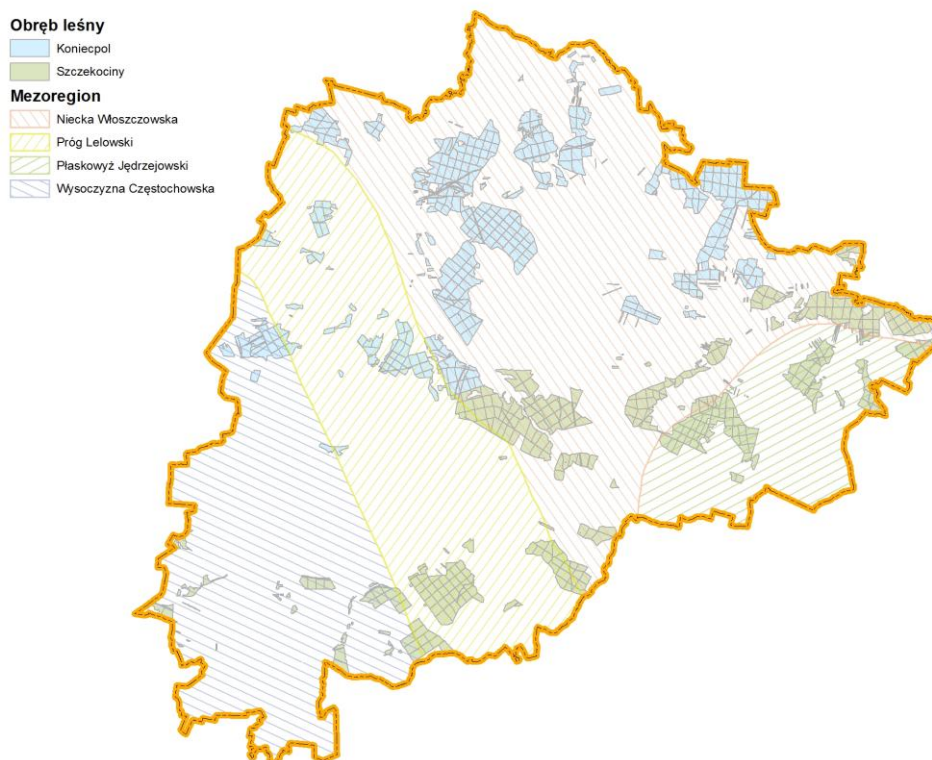 Obręb leśny
Koniecpol
Szczekociny
Mezoregion
Niecka Włoszczowska
Próg Lelowski
Płaskowyż Jędrzejowski
Wysoczyzna Częstochowska